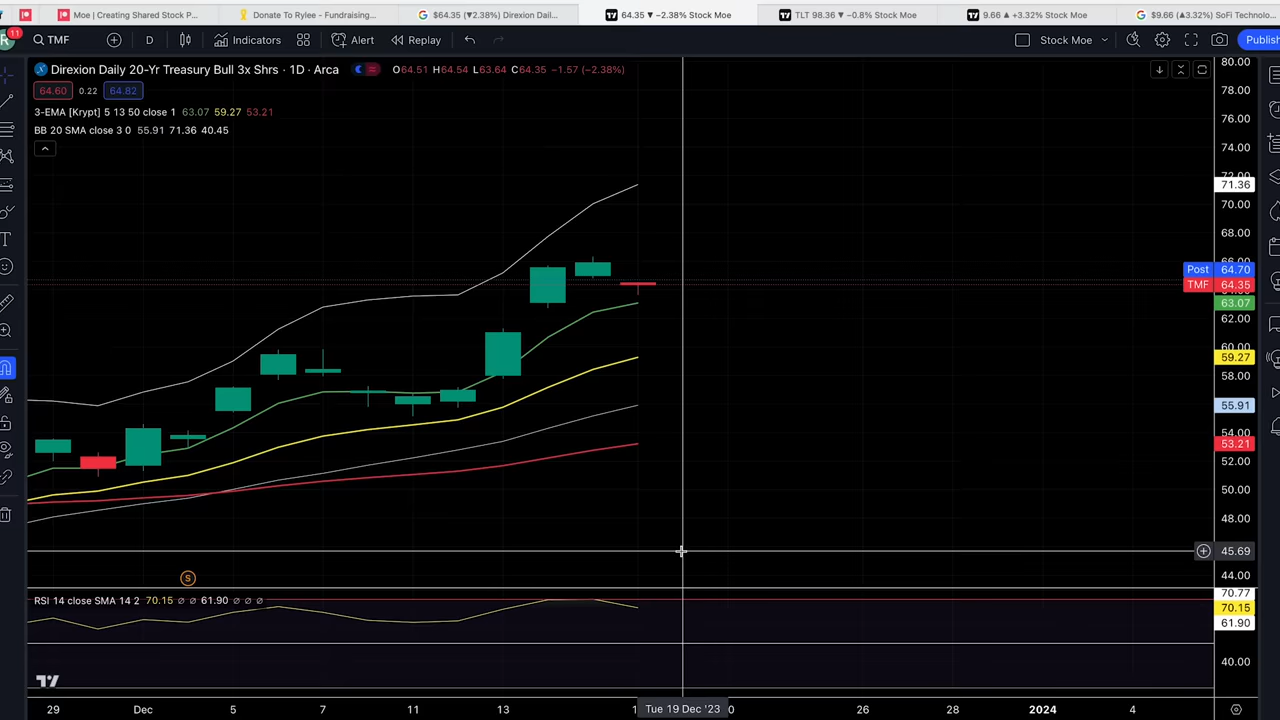 Moe | Creating Shared Stock P...
Donate To Rylee - Fundraising...
$64.35 (▼2.38%) Direxion Dail...
64.35 ▼ −2.38% Stock Moe
TLT 98.36 ▼ −0.8% Stock Moe
9.66 ▲ +3.32% Stock Moe
$9.66 (▲3.32%) SoFi Technolo...
11
TMF
D
Indicators
Alert
Replay
Stock Moe
Publish
Direxion Daily 20-Yr Treasury Bull 3x Shrs · 1D · Arca
O64.51 H64.54 L63.64 C64.35 −1.57 (−2.38%)
64.60 0.22 64.82
3-EMA [Krypt] 5 13 50 close 1 63.07 59.27 53.21
BB 20 SMA close 3 0 55.91 71.36 40.45
80.00
78.00
76.00
74.00
72.00
71.36
70.00
68.00
66.00
Post 64.70
TMF 64.35
63.07
62.00
60.00
59.27
58.00
55.91
54.00
53.21
52.00
50.00
48.00
45.69
44.00
S
RSI 14 close SMA 14 2 70.15 ∅ ∅ 61.90 ∅ ∅ ∅
70.77
70.15
61.90
40.00
29 Dec 5 7 11 13 Tue 19 Dec '23 26 28 2024 4